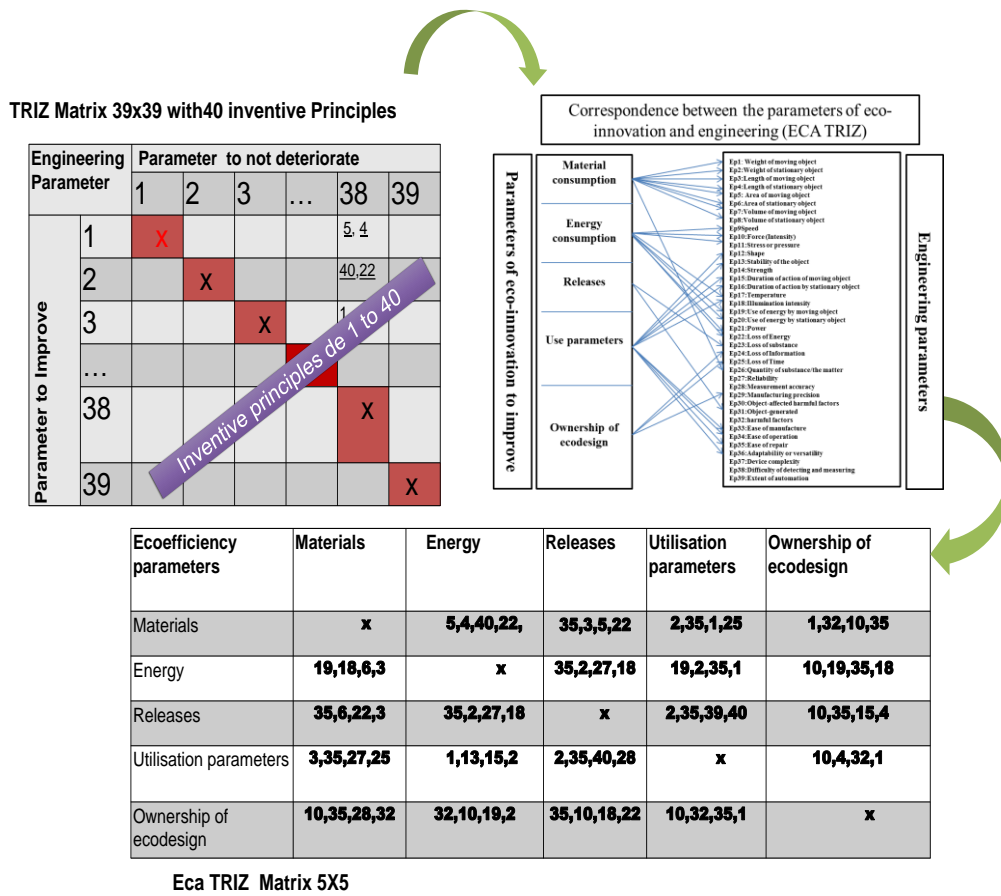 TRIZ Matrix 39x39 with40 inventive Principles
Engineering Parameter
Parameter to not deteriorate
1 2 3 … 38 39
Parameter to Improve
1 x 5, 4
2 x 40,22
3 x 1
…
38 x
39 x
Inventive principles de 1 to 40
Correspondence between the parameters of eco-
innovation and engineering (ECA TRIZ)
Parameters of eco-innovation to improve
Material
consumption
Energy
consumption
Releases
Use parameters
Ownership of
ecodesign
Ep1: Weight of moving object
Ep2:Weight of stationary object
Ep3:Length of moving object
Ep4:Length of stationary object
Ep5: Area of moving object
Ep6:Area of stationary object
Ep7:Volume of moving object
Ep8:Volume of stationary object
Ep9Speed
Ep10:Force (Intensity)
Ep11:Stress or pressure
Ep12:Shape
Ep13:Stability of the object
Ep14:Strength
Ep15:Duration of action of moving object
Ep16:Duration of action by stationary object
Ep17:Temperature
Ep18:Illumination intensity
Ep19:Use of energy by moving object
Ep20:Use of energy by stationary object
Ep21:Power
Ep22:Loss of Energy
Ep23:Loss of substance
Ep24:Loss of Information
Ep25:Loss of Time
Ep26:Quantity of substance/the matter
Ep27:Reliability
Ep28:Measurement accuracy
Ep29:Manufacturing precision
Ep30:Object-affected harmful factors
Ep31:Object-generated
Ep32:harmful factors
Ep33:Ease of manufacture
Ep34:Ease of operation
Ep35:Ease of repair
Ep36:Adaptability or versatility
Ep37:Device complexity
Ep38:Difficulty of detecting and measuring
Ep39:Extent of automation
Engineering parameters
Ecoefficiency parameters Materials Energy Releases Utilisation parameters Ownership of ecodesign
Materials x 5,4,40,22, 35,3,5,22 2,35,1,25 1,32,10,35
Energy 19,18,6,3 x 35,2,27,18 19,2,35,1 10,19,35,18
Releases 35,6,22,3 35,2,27,18 x 2,35,39,40 10,35,15,4
Utilisation parameters 3,35,27,25 1,13,15,2 2,35,40,28 x 10,4,32,1
Ownership of ecodesign 10,35,28,32 32,10,19,2 35,10,18,22 10,32,35,1 x
Eca TRIZ Matrix 5X5